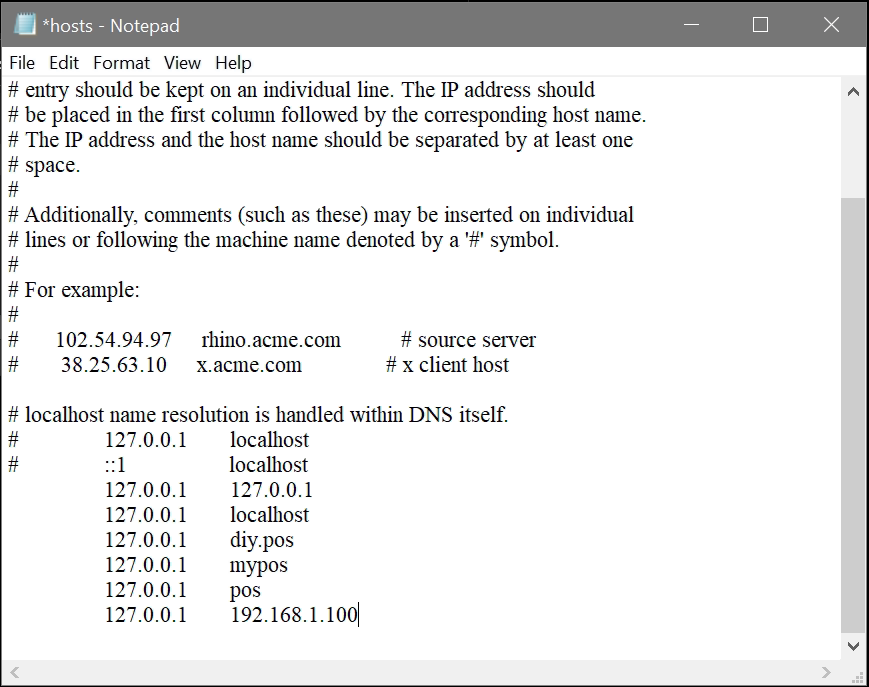 *hosts - Notepad
File Edit Format View Help
# entry should be kept on an individual line. The IP address should
# be placed in the first column followed by the corresponding host name.
# The IP address and the host name should be separated by at least one
# space.
#
# Additionally, comments (such as these) may be inserted on individual
# lines or following the machine name denoted by a '#' symbol.
#
# For example:
#
# 102.54.94.97 rhino.acme.com # source server
# 38.25.63.10 x.acme.com # x client host
# localhost name resolution is handled within DNS itself.
# 127.0.0.1 localhost
# ::1 localhost
127.0.0.1 127.0.0.1
127.0.0.1 localhost
127.0.0.1 diy.pos
127.0.0.1 mypos
127.0.0.1 pos
127.0.0.1 192.168.1.100